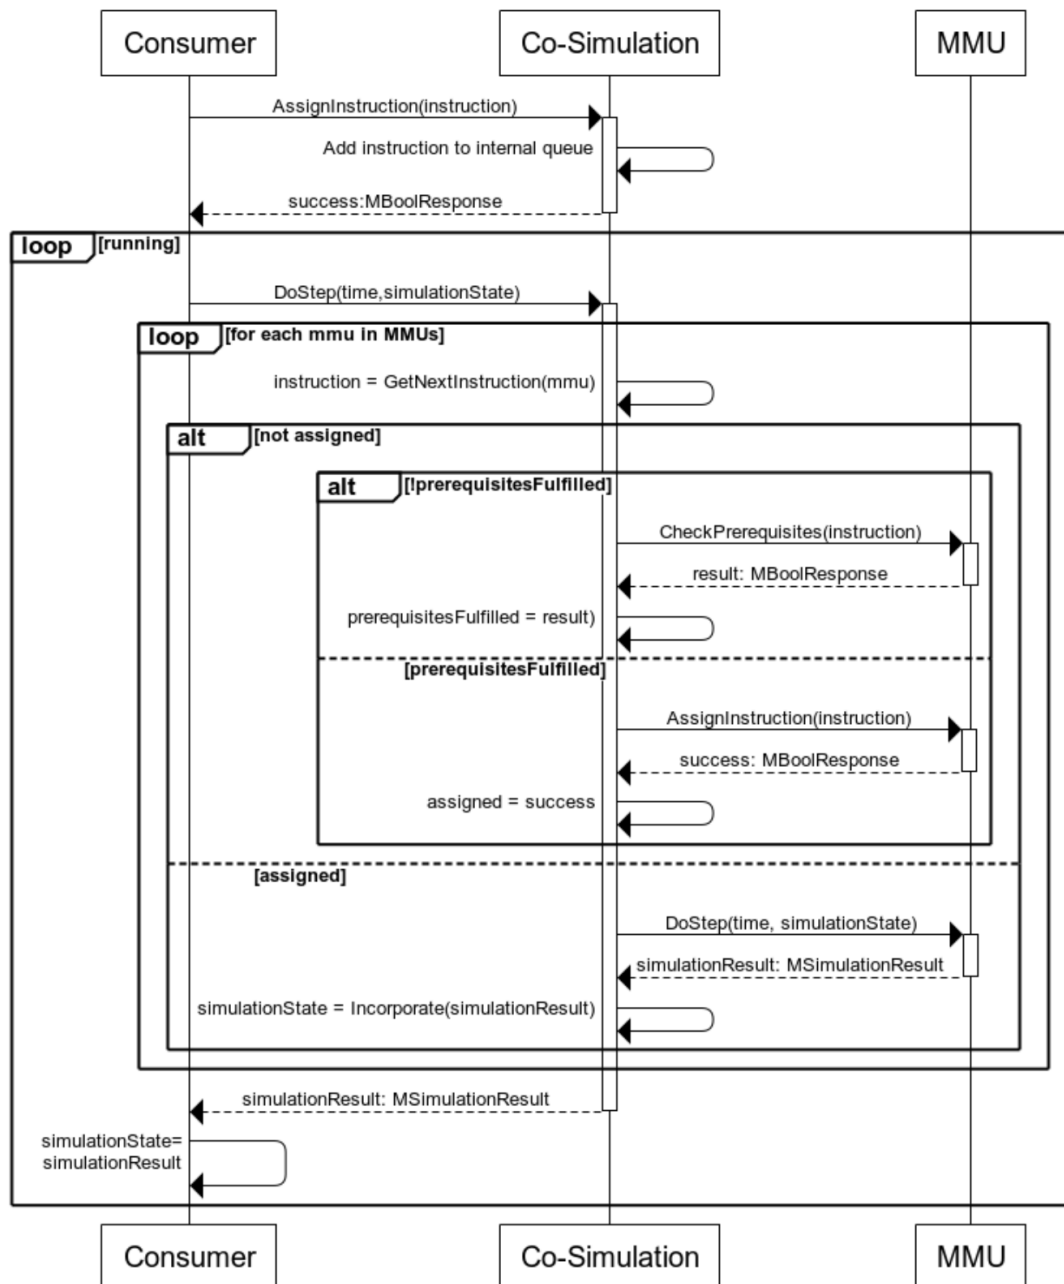 Consumer
Co-Simulation
MMU
AssignInstruction(instruction)
Add instruction to internal queue
success:MBoolResponse
loop
[running]
DoStep(time,simulationState)
loop
[for each mmu in MMUs]
instruction = GetNextInstruction(mmu)
alt
[not assigned]
alt
[!prerequisitesFulfilled]
CheckPrerequisites(instruction)
result: MBoolResponse
prerequisitesFulfilled = result)
[prerequisitesFulfilled]
AssignInstruction(instruction)
success: MBoolResponse
assigned = success
[assigned]
DoStep(time, simulationState)
simulationResult: MSimulationResult
simulationState = Incorporate(simulationResult)
simulationResult: MSimulationResult
simulationState=
simulationResult
Consumer
Co-Simulation
MMU